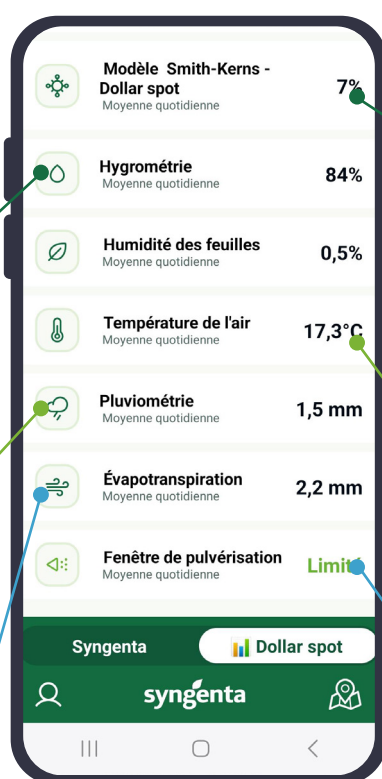 Modèle Smith-Kerns -
Dollar spot
Moyenne quotidienne
7%
Hygrométrie
Moyenne quotidienne
84%
Humidité des feuilles
Moyenne quotidienne
0,5%
Température de l'air
Moyenne quotidienne
17,3°C
Pluviométrie
Moyenne quotidienne
1,5 mm
Évapotranspiration
Moyenne quotidienne
2,2 mm
Fenêtre de pulvérisation
Moyenne quotidienne
Limité
Syngenta
Dollar spot
syngenta